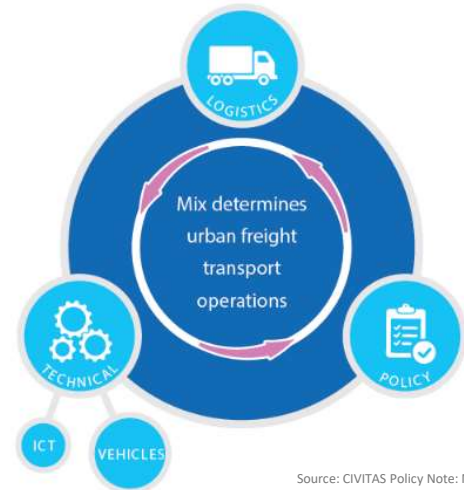 LOGISTICS
Mix determines
urban freight
transport
operations
TECHNICAL
POLICY
ICT
VEHICLES
Source: CIVITAS Policy Note: